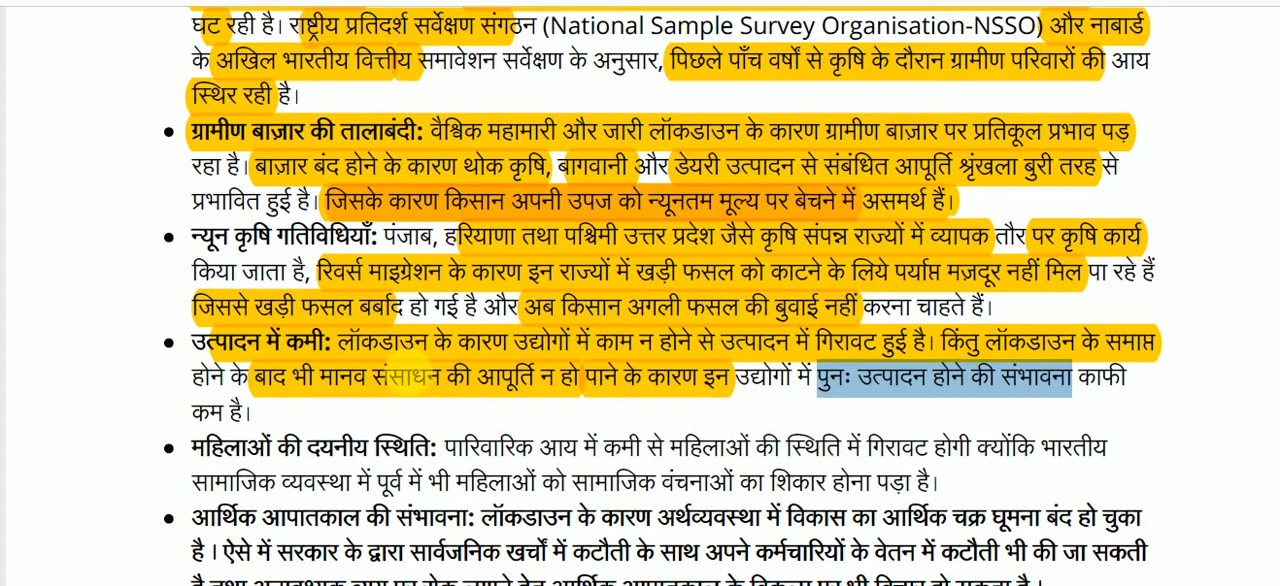 घट रही है। राष्ट्रीय प्रतिदर्श सर्वेक्षण संगठन (National Sample Survey Organisation-NSSO) और नाबार्ड
के अखिल भारतीय वित्तीय समावेशन सर्वेक्षण के अनुसार, पिछले पाँच वर्षों से कृषि के दौरान ग्रामीण परिवारों की आय
स्थिर रही है।
• ग्रामीण बाज़ार की तालाबंदी: वैश्विक महामारी और जारी लॉकडाउन के कारण ग्रामीण बाज़ार पर प्रतिकूल प्रभाव पड़
रहा है। बाज़ार बंद होने के कारण थोक कृषि, बागवानी और डेयरी उत्पादन से संबंधित आपूर्ति श्रृंखला बुरी तरह से
प्रभावित हुई है। जिसके कारण किसान अपनी उपज को न्यूनतम मूल्य पर बेचने में असमर्थ हैं।
• न्यून कृषि गतिविधियाँ: पंजाब, हरियाणा तथा पश्चिमी उत्तर प्रदेश जैसे कृषि संपन्न राज्यों में व्यापक तौर पर कृषि कार्य
किया जाता है, रिवर्स माइग्रेशन के कारण इन राज्यों में खड़ी फसल को काटने के लिये पर्याप्त मज़दूर नहीं मिल पा रहे हैं
जिससे खड़ी फसल बर्बाद हो गई है और अब किसान अगली फसल की बुवाई नहीं करना चाहते हैं।
• उत्पादन में कमी: लॉकडाउन के कारण उद्योगों में काम न होने से उत्पादन में गिरावट हुई है। किंतु लॉकडाउन के समाप्त
होने के बाद भी मानव संसाधन की आपूर्ति न हो पाने के कारण इन उद्योगों में पुनः उत्पादन होने की संभावना काफी
कम है।
• महिलाओं की दयनीय स्थिति: पारिवारिक आय में कमी से महिलाओं की स्थिति में गिरावट होगी क्योंकि भारतीय
सामाजिक व्यवस्था में पूर्व में भी महिलाओं को सामाजिक वंचनाओं का शिकार होना पड़ा है।
• आर्थिक आपातकाल की संभावना: लॉकडाउन के कारण अर्थव्यवस्था में विकास का आर्थिक चक्र घूमना बंद हो चुका
है । ऐसे में सरकार के द्वारा सार्वजनिक खर्चों में कटौती के साथ अपने कर्मचारियों के वेतन में कटौती भी की जा सकती